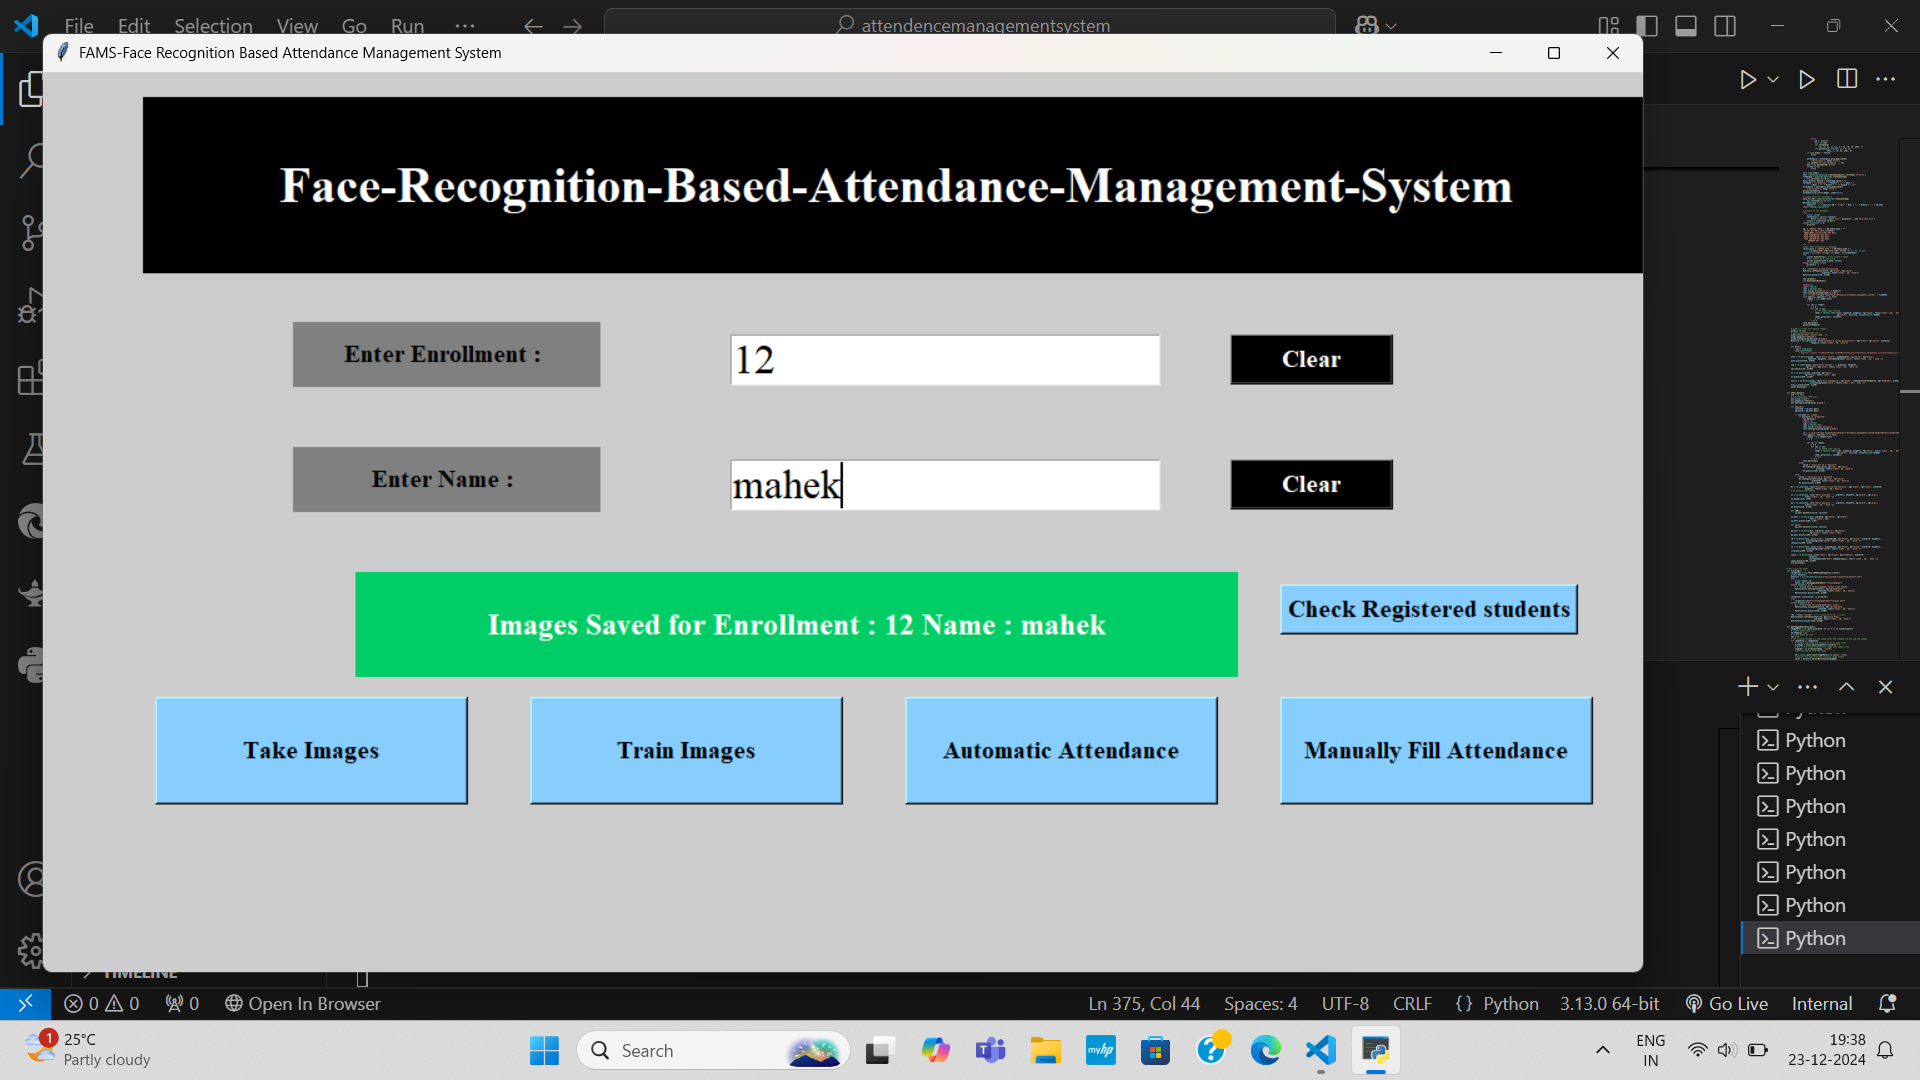 File Edit Selection View Go Run ...
attendencemanagementsystem
FAMS-Face Recognition Based Attendance Management System
Face-Recognition-Based-Attendance-Management-System
Enter Enrollment :
12
Clear
Enter Name :
mahek
Clear
Images Saved for Enrollment : 12 Name : mahek
Check Registered students
Take Images
Train Images
Automatic Attendance
Manually Fill Attendance
Python
Python
Python
Python
Python
Python
Python
TIMELINE
0 0 0 Open In Browser
Ln 375, Col 44 Spaces: 4 UTF-8 CRLF {} Python 3.13.0 64-bit Go Live Internal
1
25°C
Partly cloudy
Search
myhp
ENG
IN
19:38
23-12-2024